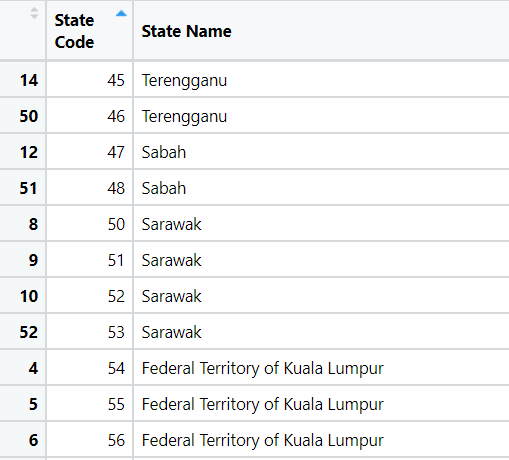 State Code State Name
14 45 Terengganu
50 46 Terengganu
12 47 Sabah
51 48 Sabah
8 50 Sarawak
9 51 Sarawak
10 52 Sarawak
52 53 Sarawak
4 54 Federal Territory of Kuala Lumpur
5 55 Federal Territory of Kuala Lumpur
6 56 Federal Territory of Kuala Lumpur